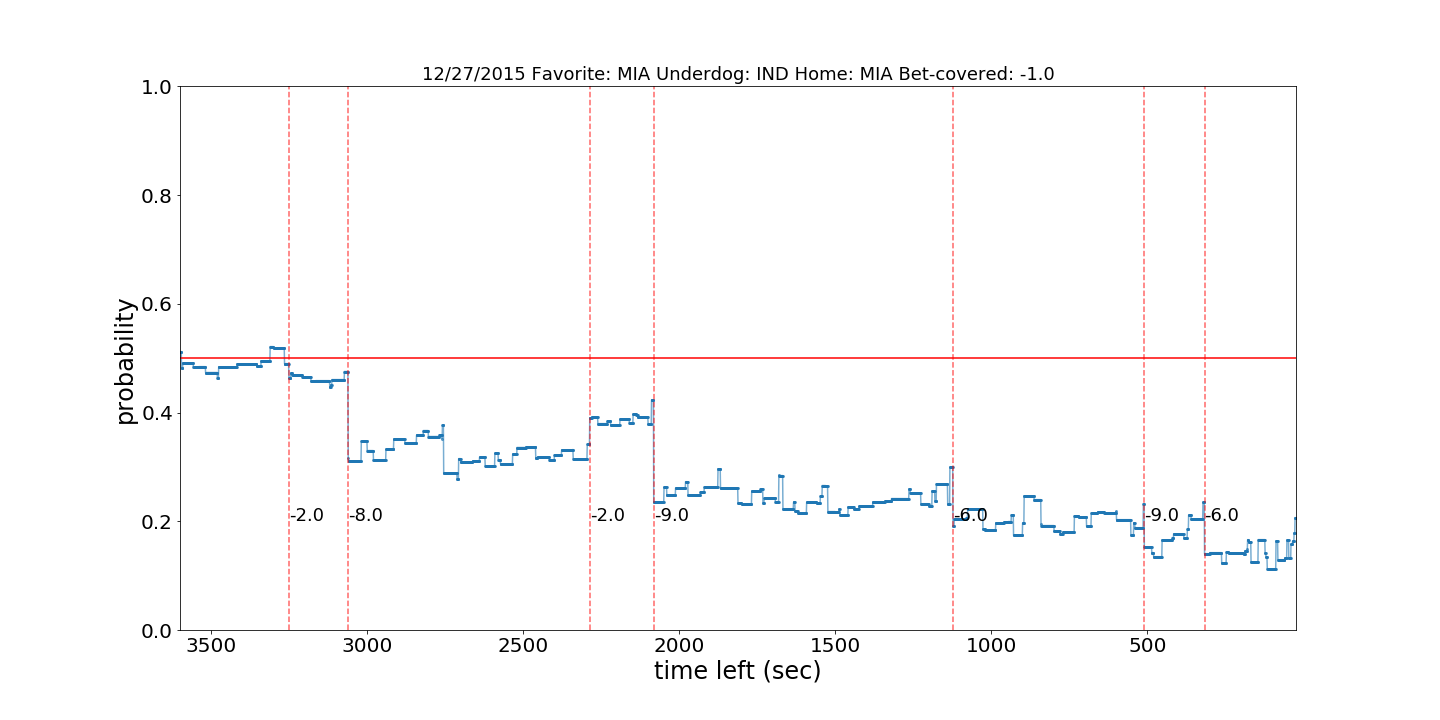 12/27/2015 Favorite: MIA Underdog: IND Home: MIA Bet-covered: -1.0
1.0
0.8
0.6
0.4
0.2
0.0
probability
-2.0 -8.0 -2.0 -9.0 -6.0 -9.0 -6.0
3500 3000 2500 2000 1500 1000 500
time left (sec)